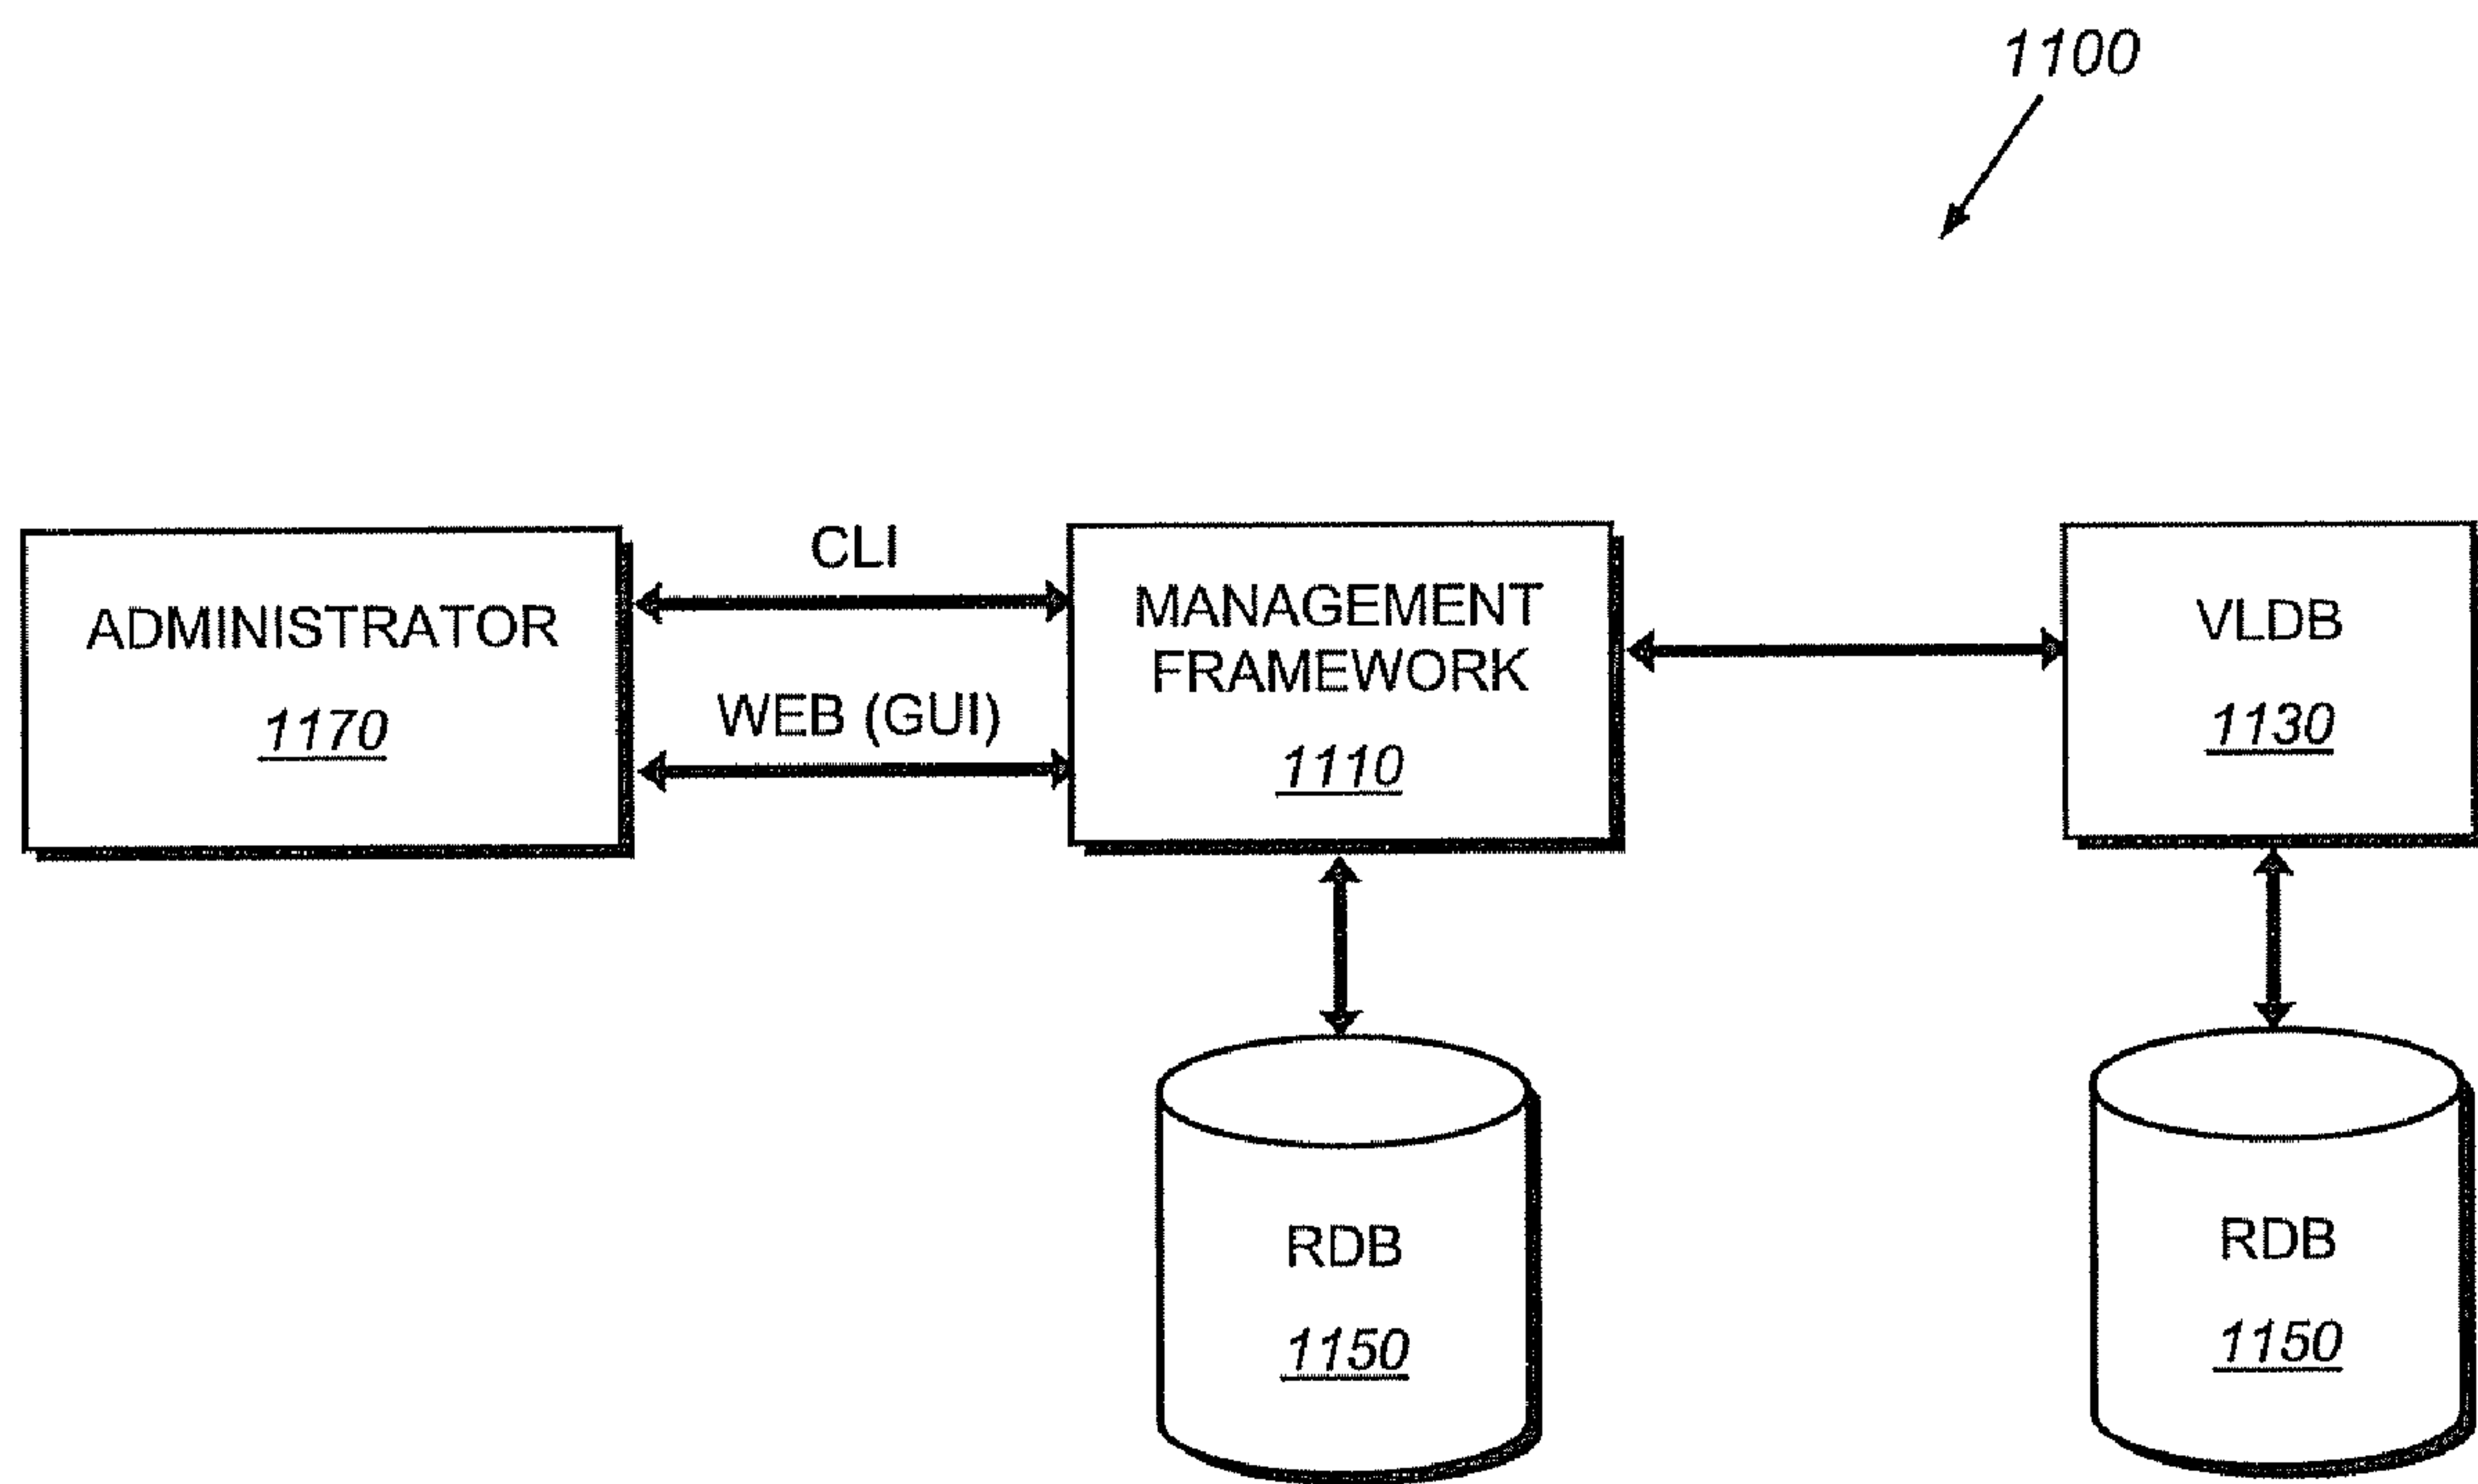 1100
ADMINISTRATOR
1170
CLI
WEB (GUI)
MANAGEMENT
FRAMEWORK
1110
VLDB
1130
RDB
1150
RDB
1150